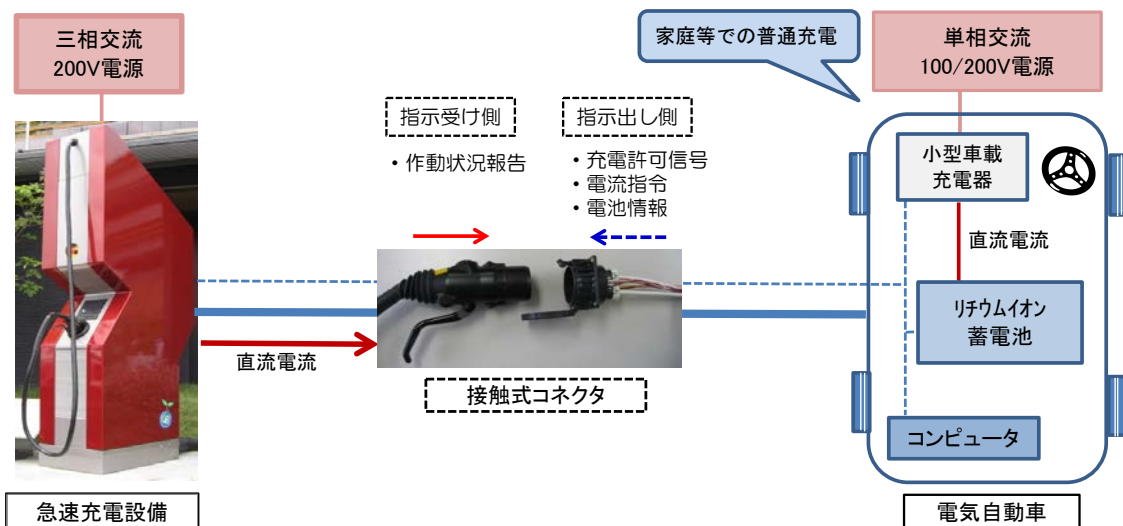 三相交流
200V電源
家庭等での普通充電
単相交流
100/200V電源
指示受け側
・作動状況報告
指示出し側
・充電許可信号
・電流指令
・電池情報
小型車載
充電器
直流電流
リチウムイオン
蓄電池
直流電流
接触式コネクタ
コンピュータ
急速充電設備
電気自動車